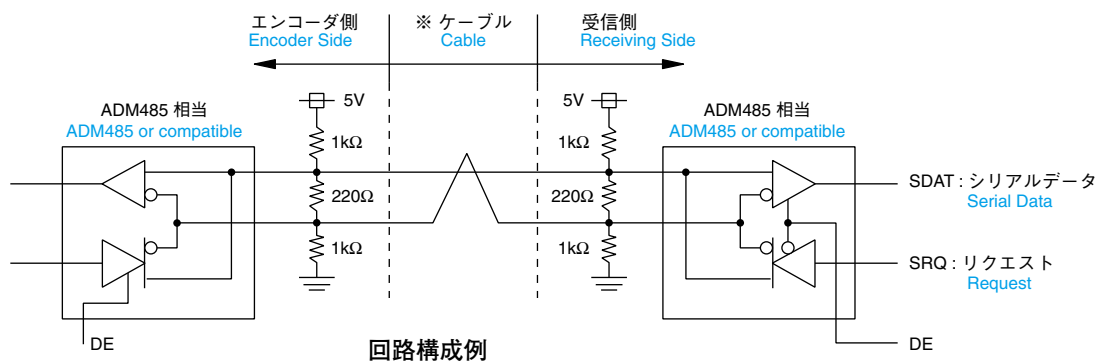 エンコーダ側
Encoder Side
※ ケーブル
Cable
受信側
Receiving Side
ADM485 相当
ADM485 or compatible
5V
1kΩ
220Ω
1kΩ
DE
5V
1kΩ
220Ω
1kΩ
ADM485 相当
ADM485 or compatible
SDAT : シリアルデータ
Serial Data
SRQ : リクエスト
Request
DE
回路構成例